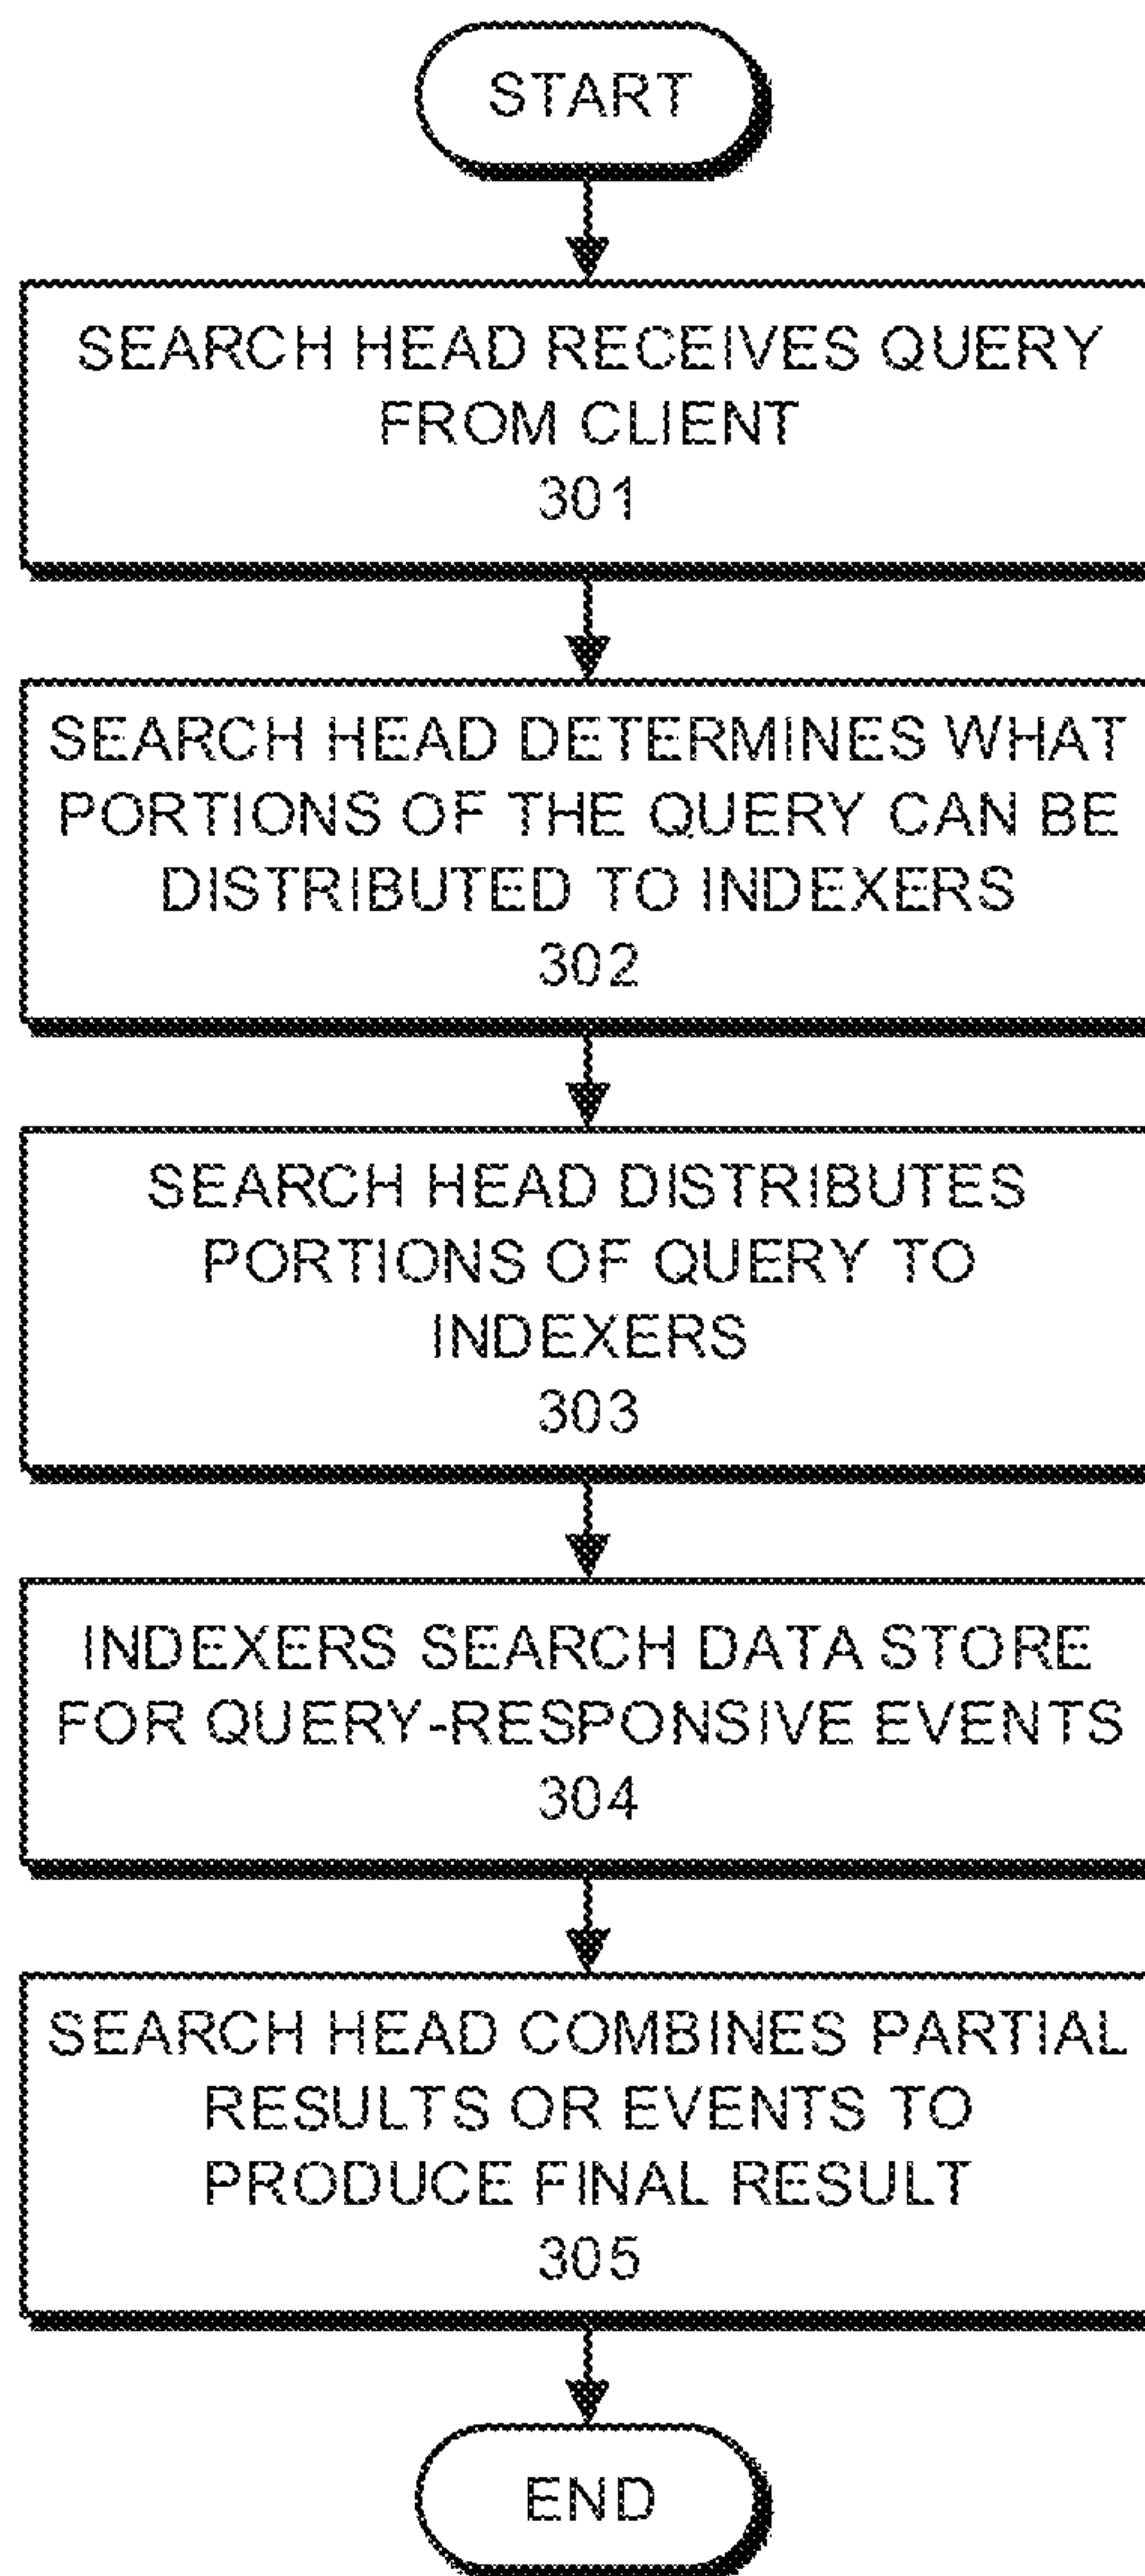 START
SEARCH HEAD RECEIVES QUERY
FROM CLIENT
301
SEARCH HEAD DETERMINES WHAT
PORTIONS OF THE QUERY CAN BE
DISTRIBUTED TO INDEXERS
302
SEARCH HEAD DISTRIBUTES
PORTIONS OF QUERY TO
INDEXERS
303
INDEXERS SEARCH DATA STORE
FOR QUERY-RESPONSIVE EVENTS
304
SEARCH HEAD COMBINES PARTIAL
RESULTS OR EVENTS TO
PRODUCE FINAL RESULT
305
END